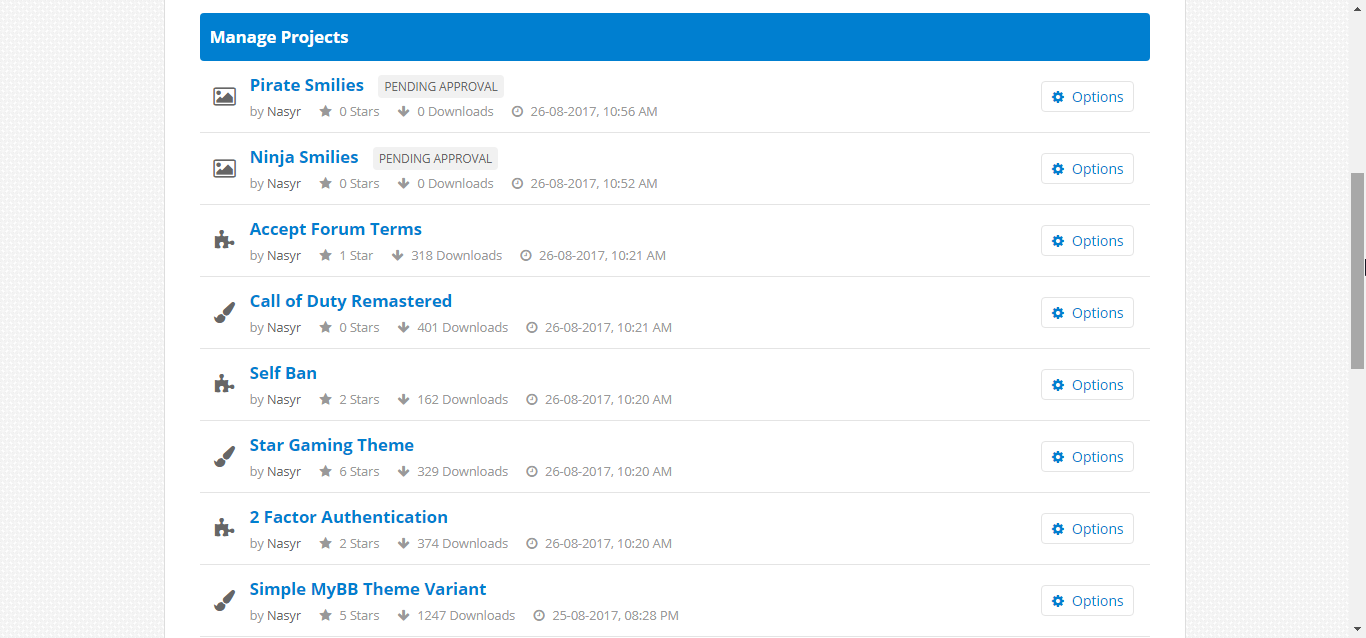 Manage Projects
Pirate Smilies PENDING APPROVAL
by Nasyr 0 Stars 0 Downloads 26-08-2017, 10:56 AM
Options
Ninja Smilies PENDING APPROVAL
by Nasyr 0 Stars 0 Downloads 26-08-2017, 10:52 AM
Options
Accept Forum Terms
by Nasyr 1 Star 318 Downloads 26-08-2017, 10:21 AM
Options
Call of Duty Remastered
by Nasyr 0 Stars 401 Downloads 26-08-2017, 10:21 AM
Options
Self Ban
by Nasyr 2 Stars 162 Downloads 26-08-2017, 10:20 AM
Options
Star Gaming Theme
by Nasyr 6 Stars 329 Downloads 26-08-2017, 10:20 AM
Options
2 Factor Authentication
by Nasyr 2 Stars 374 Downloads 26-08-2017, 10:20 AM
Options
Simple MyBB Theme Variant
by Nasyr 5 Stars 1247 Downloads 25-08-2017, 08:28 PM
Options